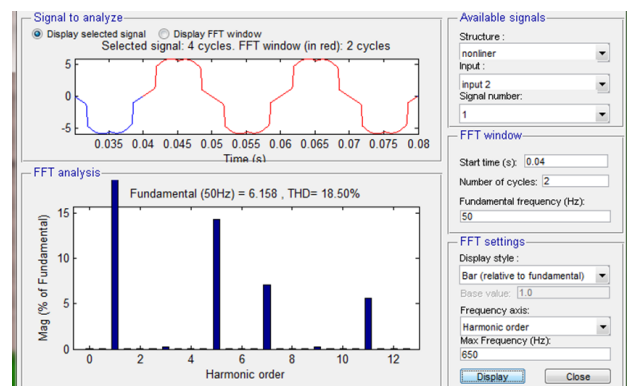 Signal to analyze
Display selected signal Display FFT window
Selected signal: 4 cycles. FFT window (in red): 2 cycles
5
0
-5
0.035 0.04 0.045 0.05 0.055 0.06 0.065 0.07 0.075 0.08
Time (s)
FFT analysis
Fundamental (50Hz) = 6.158 , THD= 18.50%
15
10
5
0
Mag (% of Fundamental)
0 2 4 6 8 10 12
Harmonic order
Available signals
Structure :
nonliner
Input :
input 2
Signal number:
1
FFT window
Start time (s): 0.04
Number of cycles: 2
Fundamental frequency (Hz):
50
FFT settings
Display style :
Bar (relative to fundamental)
Base value: 1.0
Frequency axis:
Harmonic order
Max Frequency (Hz):
650
Display Close